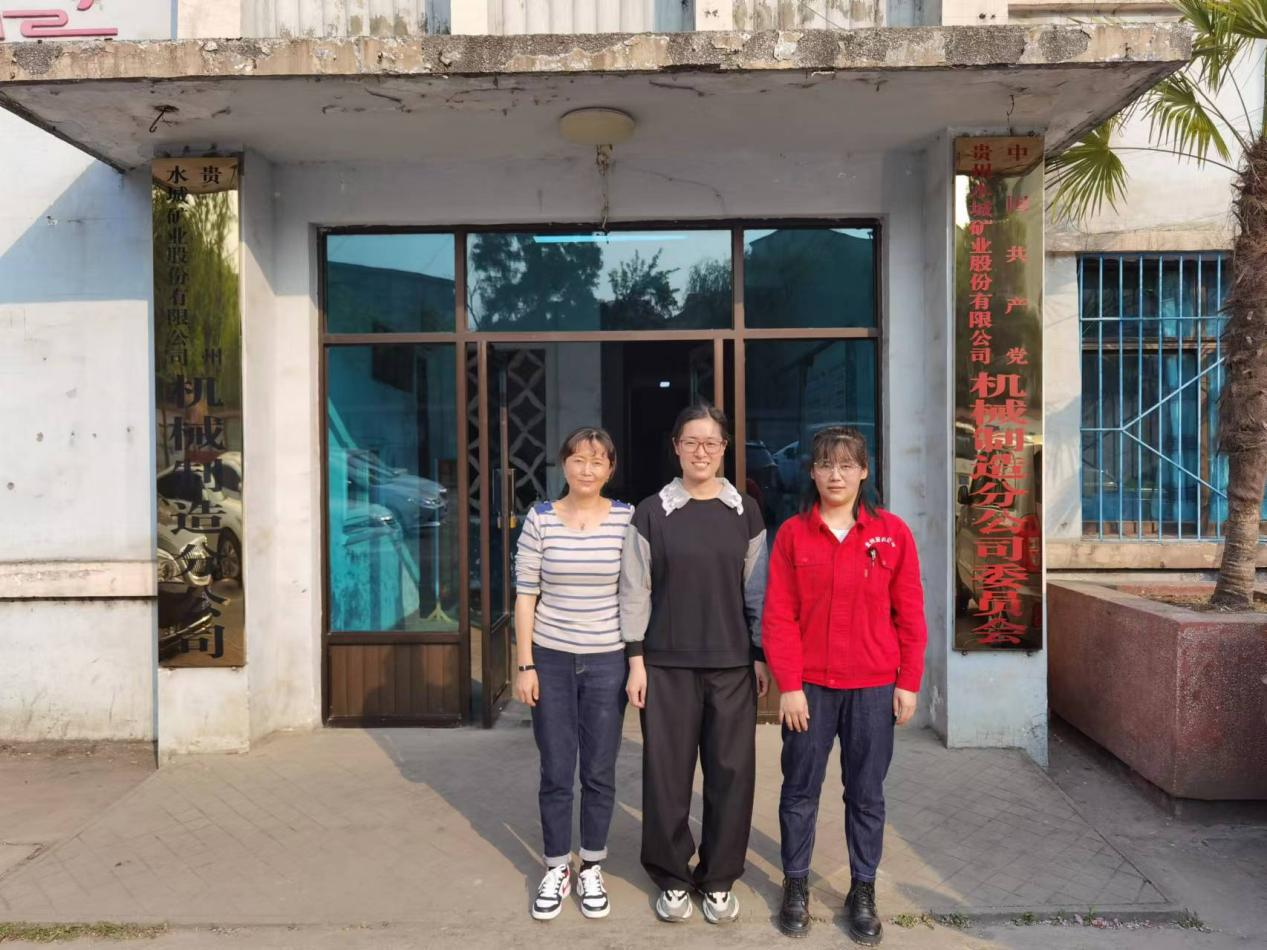 贵州
水城矿业股份有限公司
机械制造分公司
中国共产党
贵州水城矿业股份有限公司
机械制造分公司委员会